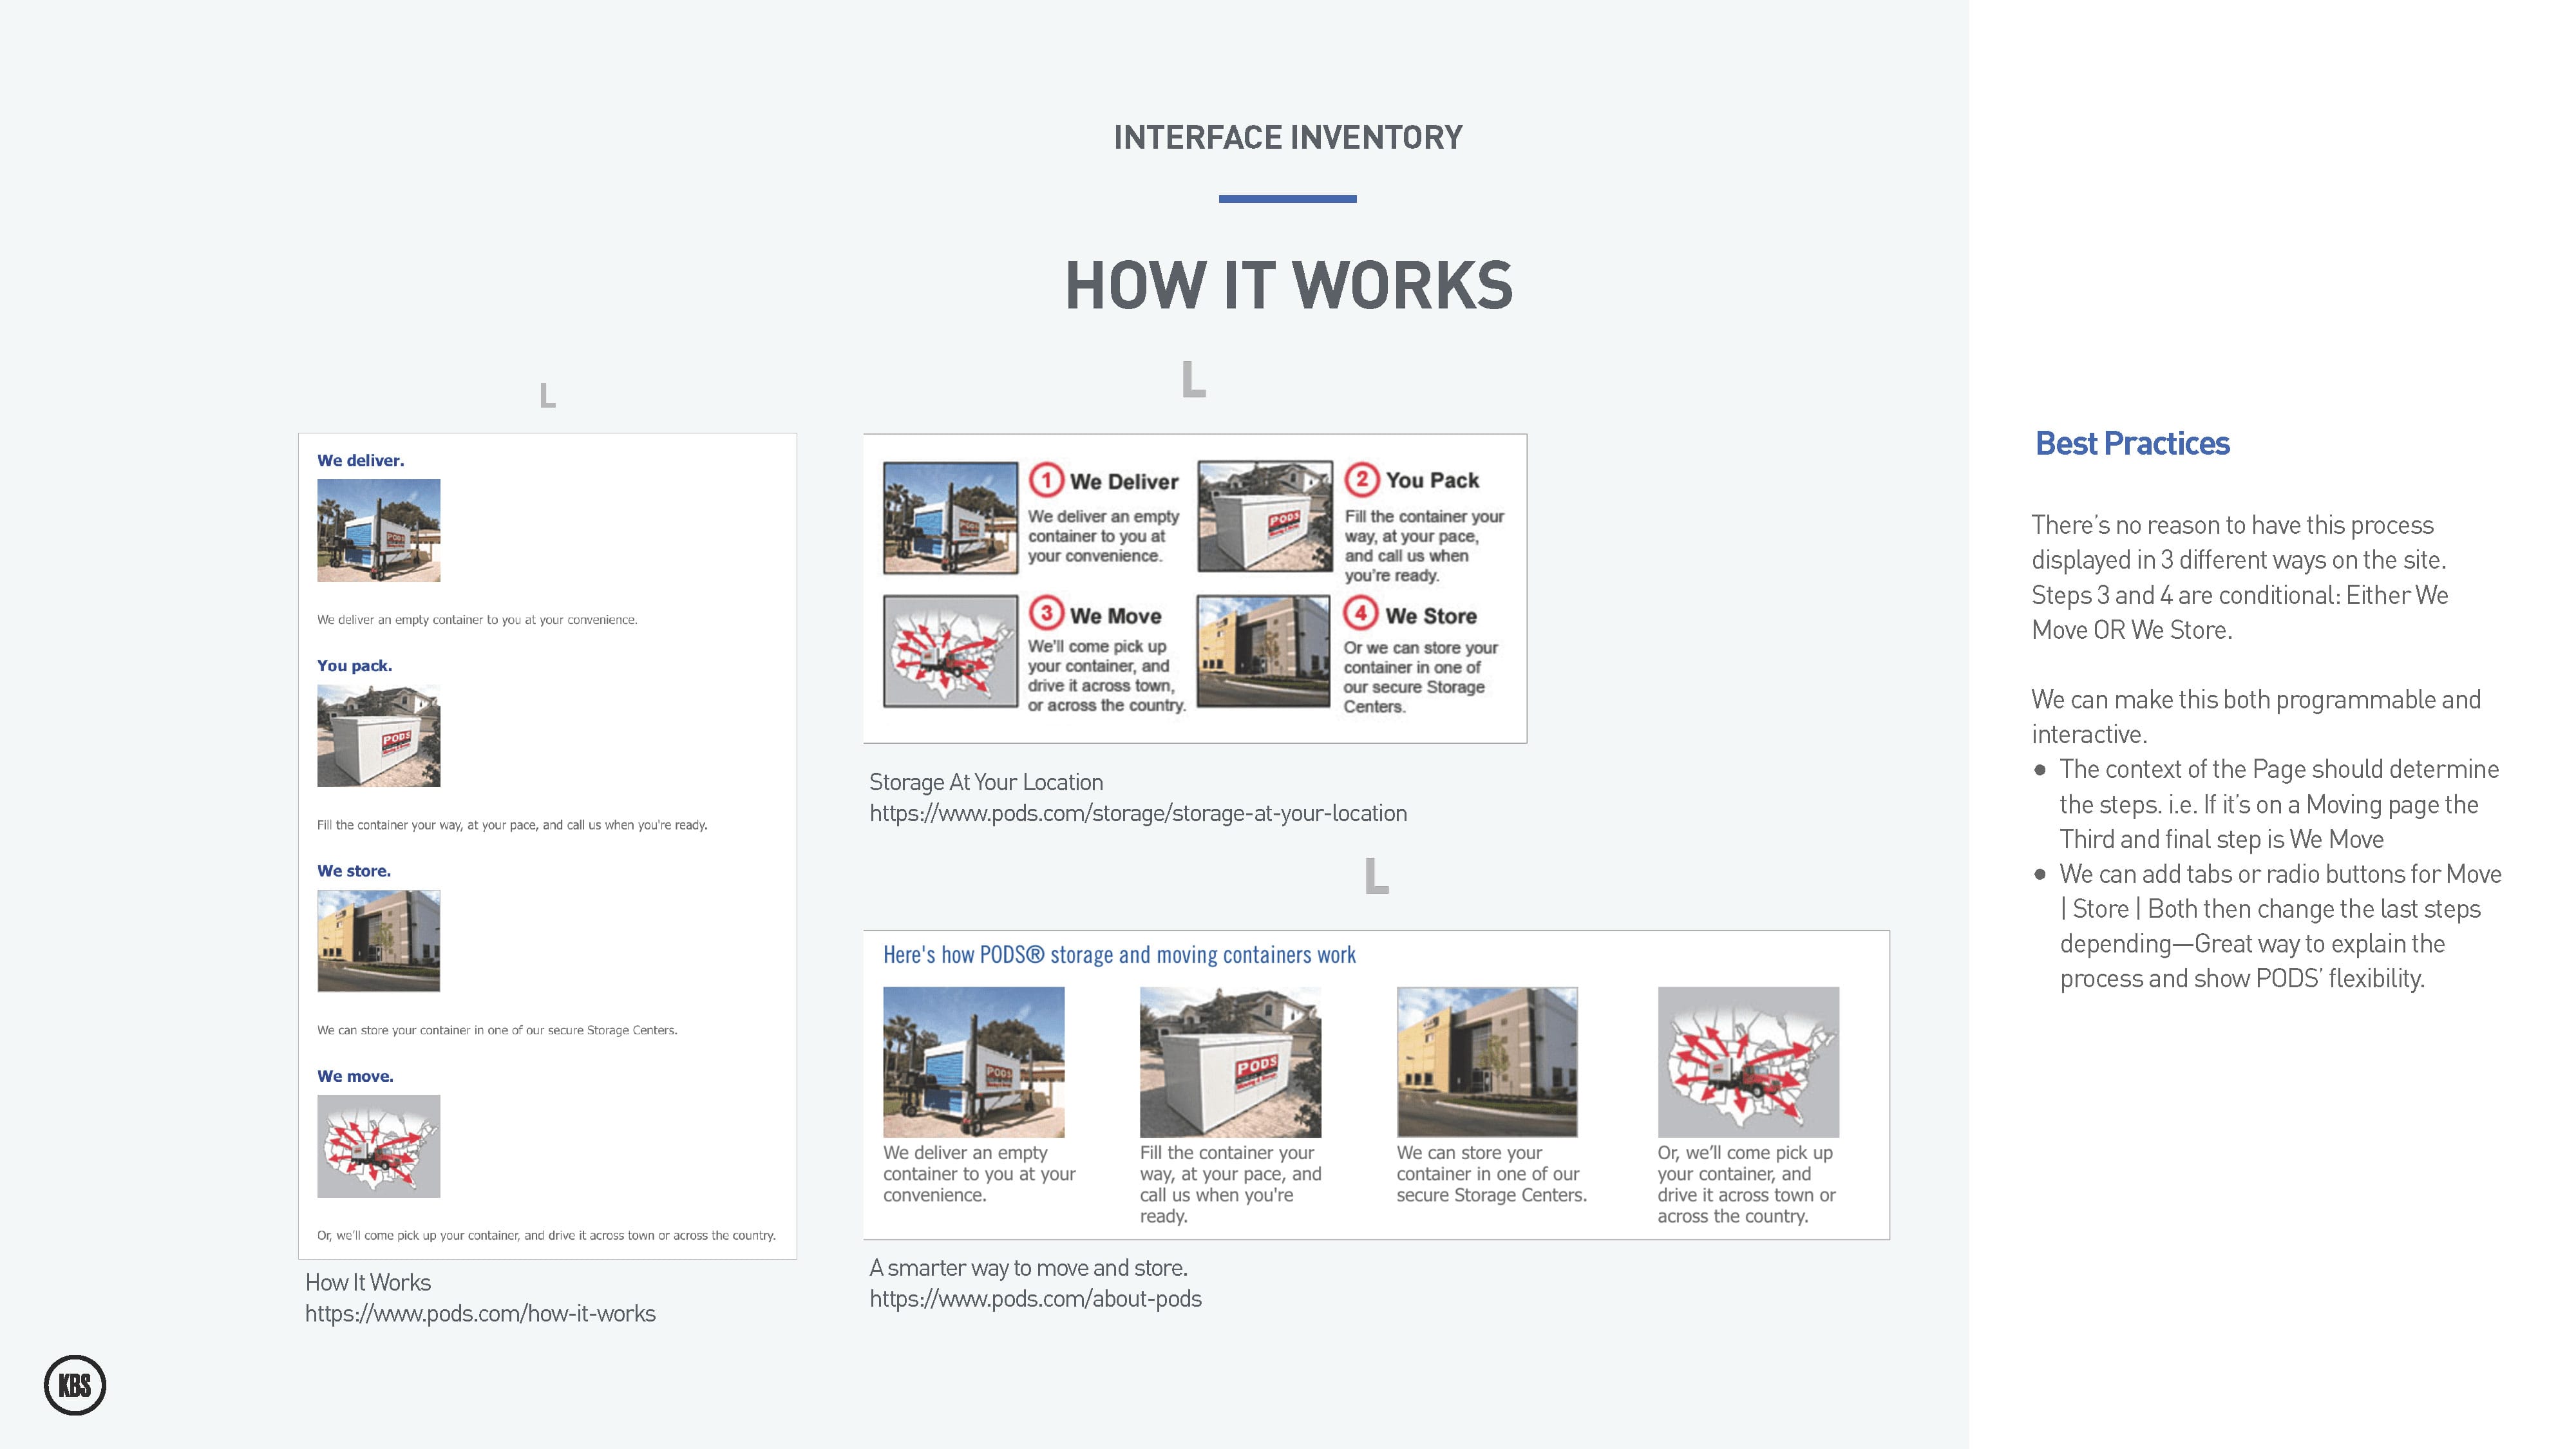 INTERFACE INVENTORY
HOW IT WORKS
L
We deliver.
PODS
We deliver an empty container to you at your convenience.
You pack.
PODS
Moving & Storage
Fill the container your way, at your pace, and call us when you're ready.
We store.
We can store your container in one of our secure Storage Centers.
We move.
Or, we'll come pick up your container, and drive it across town or across the country.
How It Works
https://www.pods.com/how-it-works
L
PODS
1 We Deliver
We deliver an empty
container to you at
your convenience.
PODS
2 You Pack
Fill the container your
way, at your pace,
and call us when
you're ready.
3 We Move
We'll come pick up
your container, and
drive it across town,
or across the country.
4 We Store
Or we can store your
container in one of
our secure Storage
Centers.
Storage At Your Location
https://www.pods.com/storage/storage-at-your-location
L
Here's how PODS® storage and moving containers work
PODS
We deliver an empty
container to you at your
convenience.
PODS
Moving & Storage
Fill the container your
way, at your pace, and
call us when you're
ready.
We can store your
container in one of our
secure Storage Centers.
Or, we'll come pick up
your container, and
drive it across town or
across the country.
A smarter way to move and store.
https://www.pods.com/about-pods
Best Practices
There's no reason to have this process
displayed in 3 different ways on the site.
Steps 3 and 4 are conditional: Either We
Move OR We Store.
We can make this both programmable and
interactive.
● The context of the Page should determine
the steps. i.e. If it's on a Moving page the
Third and final step is We Move
● We can add tabs or radio buttons for Move
| Store | Both then change the last steps
depending—Great way to explain the
process and show PODS' flexibility.
KBS